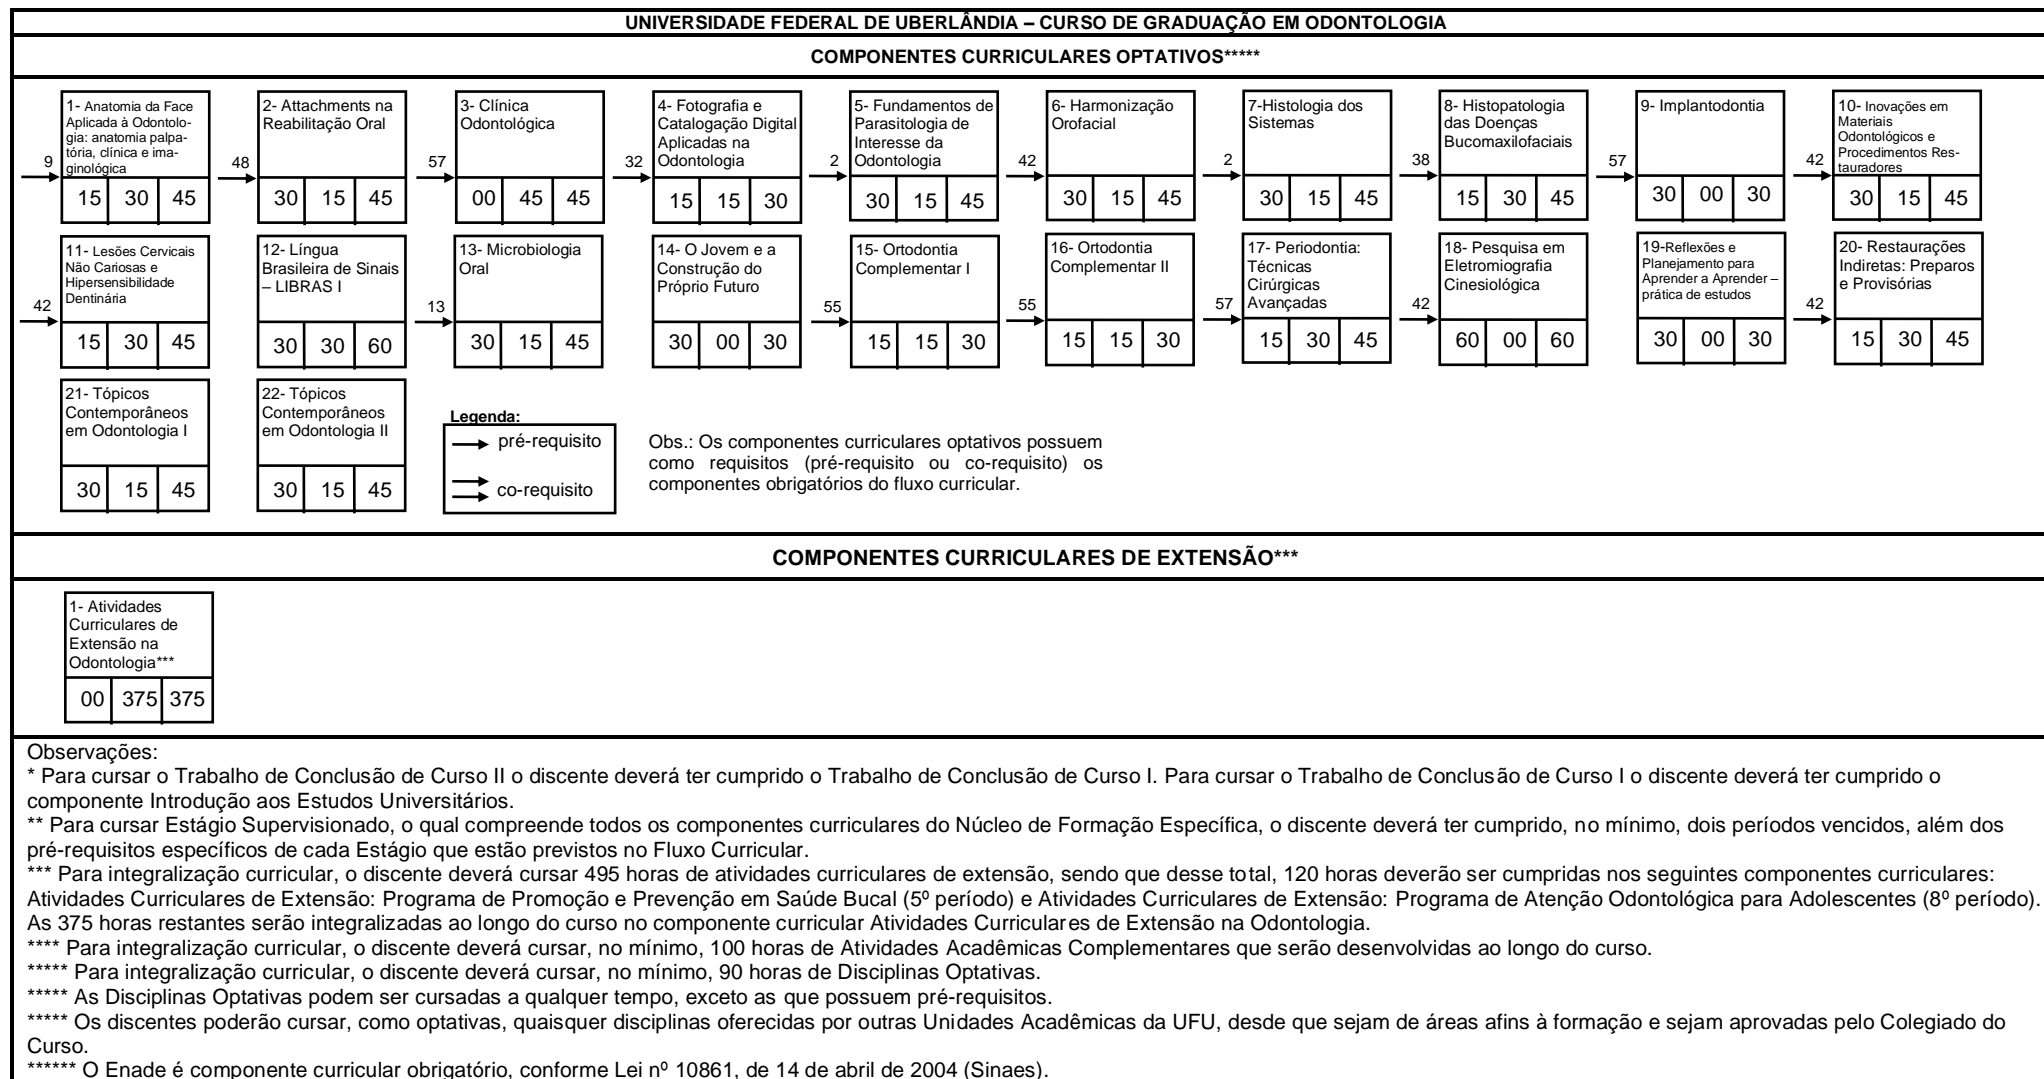 UNIVERSIDADE FEDERAL DE UBERLÂNDIA – CURSO DE GRADUAÇÃO EM ODONTOLOGIA
COMPONENTES CURRICULARES OPTATIVOS*****
9
1- Anatomia da Face
Aplicada à Odontolo-
gia: anatomia palpa-
tória, clínica e ima-
ginológica
15 30 45
48
2- Attachments na
Reabilitação Oral
30 15 45
57
3- Clínica
Odontológica
00 45 45
32
4- Fotografia e
Catalogação Digital
Aplicadas na
Odontologia
15 15 30
2
5- Fundamentos de
Parasitologia de
Interesse da
Odontologia
30 15 45
42
6- Harmonização
Orofacial
30 15 45
2
7-Histologia dos
Sistemas
30 15 45
38
8- Histopatologia
das Doenças
Bucomaxilofaciais
15 30 45
57
9- Implantodontia
30 00 30
42
10- Inovações em
Materiais
Odontológicos e
Procedimentos Res-
tauradores
30 15 45
42
11- Lesões Cervicais
Não Cariosas e
Hipersensibilidade
Dentinária
15 30 45
12- Língua
Brasileira de Sinais
– LIBRAS I
30 30 60
13
13- Microbiologia
Oral
30 15 45
14- O Jovem e a
Construção do
Próprio Futuro
30 00 30
55
15- Ortodontia
Complementar I
15 15 30
55
16- Ortodontia
Complementar II
15 15 30
57
17- Periodontia:
Técnicas
Cirúrgicas
Avançadas
15 30 45
42
18- Pesquisa em
Eletromiografia
Cinesiológica
60 00 60
19-Reflexões e
Planejamento para
Aprender a Aprender –
prática de estudos
30 00 30
42
20- Restaurações
Indiretas: Preparos
e Provisórias
15 30 45
21- Tópicos
Contemporâneos
em Odontologia I
30 15 45
22- Tópicos
Contemporâneos
em Odontologia II
30 15 45
Legenda:
pré-requisito
co-requisito
Obs.: Os componentes curriculares optativos possuem
como requisitos (pré-requisito ou co-requisito) os
componentes obrigatórios do fluxo curricular.
COMPONENTES CURRICULARES DE EXTENSÃO***
1- Atividades
Curriculares de
Extensão na
Odontologia***
00 375 375
Observações:
* Para cursar o Trabalho de Conclusão de Curso II o discente deverá ter cumprido o Trabalho de Conclusão de Curso I. Para cursar o Trabalho de Conclusão de Curso I o discente deverá ter cumprido o
componente Introdução aos Estudos Universitários.
** Para cursar Estágio Supervisionado, o qual compreende todos os componentes curriculares do Núcleo de Formação Específica, o discente deverá ter cumprido, no mínimo, dois períodos vencidos, além dos
pré-requisitos específicos de cada Estágio que estão previstos no Fluxo Curricular.
*** Para integralização curricular, o discente deverá cursar 495 horas de atividades curriculares de extensão, sendo que desse total, 120 horas deverão ser cumpridas nos seguintes componentes curriculares:
Atividades Curriculares de Extensão: Programa de Promoção e Prevenção em Saúde Bucal (5º período) e Atividades Curriculares de Extensão: Programa de Atenção Odontológica para Adolescentes (8º período).
As 375 horas restantes serão integralizadas ao longo do curso no componente curricular Atividades Curriculares de Extensão na Odontologia.
**** Para integralização curricular, o discente deverá cursar, no mínimo, 100 horas de Atividades Acadêmicas Complementares que serão desenvolvidas ao longo do curso.
***** Para integralização curricular, o discente deverá cursar, no mínimo, 90 horas de Disciplinas Optativas.
***** As Disciplinas Optativas podem ser cursadas a qualquer tempo, exceto as que possuem pré-requisitos.
***** Os discentes poderão cursar, como optativas, quaisquer disciplinas oferecidas por outras Unidades Acadêmicas da UFU, desde que sejam de áreas afins à formação e sejam aprovadas pelo Colegiado do
Curso.
****** O Enade é componente curricular obrigatório, conforme Lei nº 10861, de 14 de abril de 2004 (Sinaes).